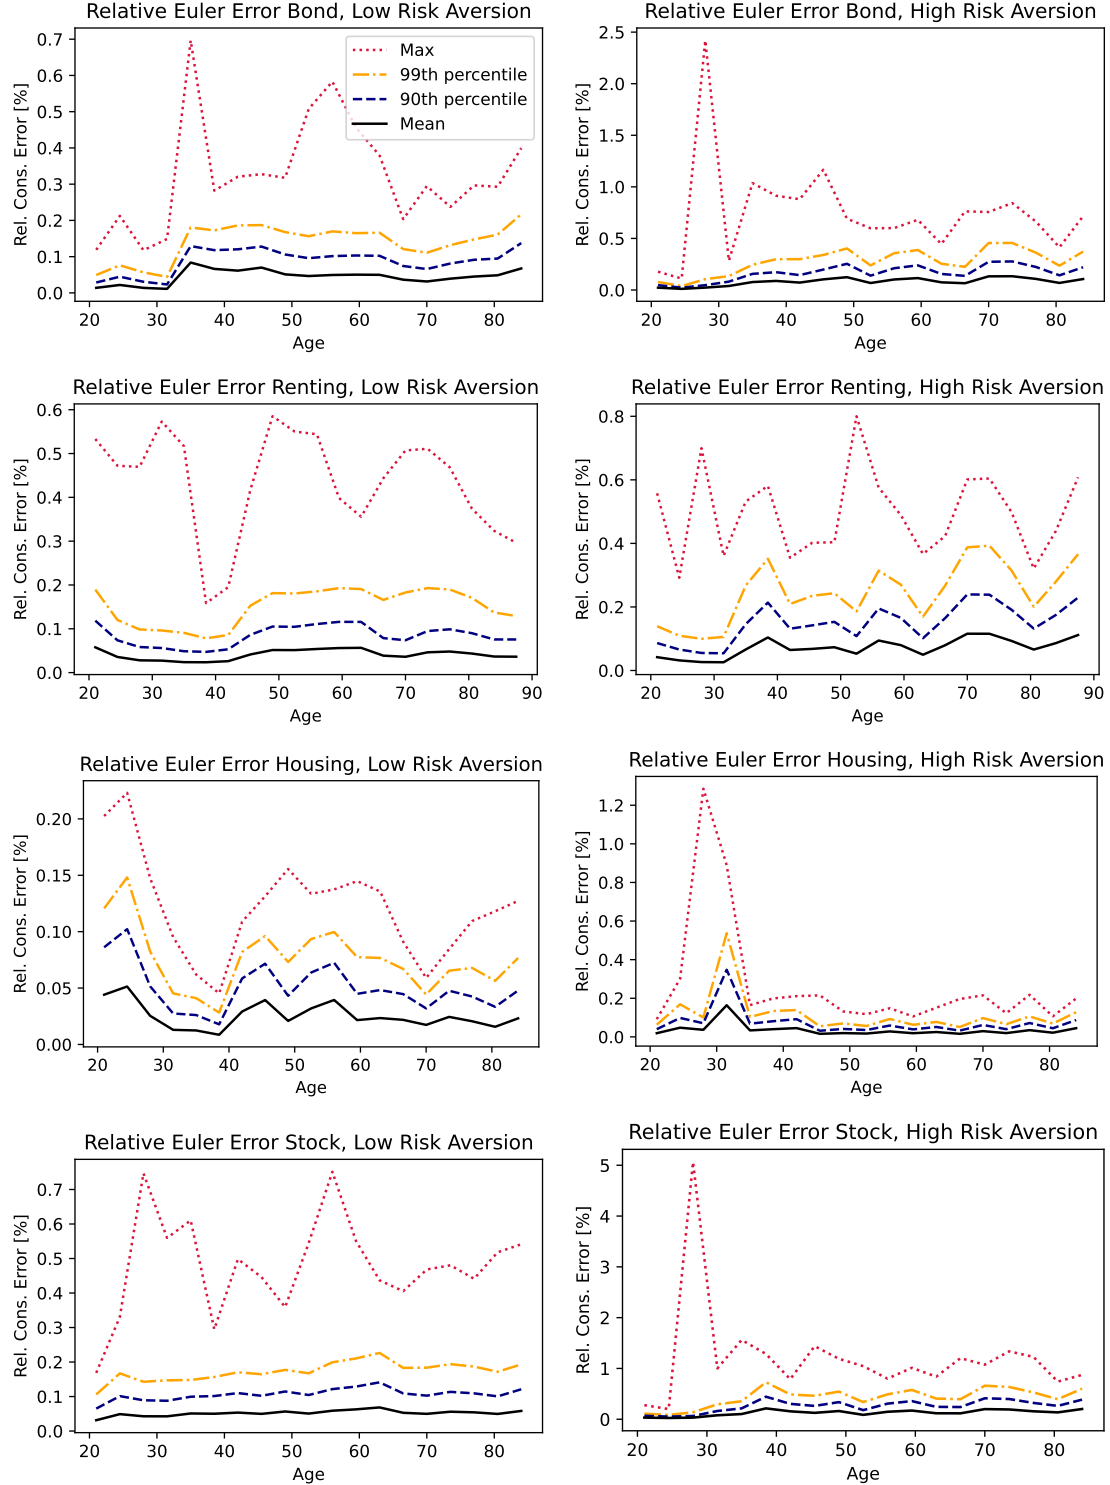 Relative Euler Error Bond, Low Risk Aversion
Rel. Cons. Error [%]
0.7
0.6
0.5
0.4
0.3
0.2
0.1
0.0
Max
99th percentile
90th percentile
Mean
20 30 40 50 60 70 80
Age
Relative Euler Error Bond, High Risk Aversion
Rel. Cons. Error [%]
2.5
2.0
1.5
1.0
0.5
0.0
20 30 40 50 60 70 80
Age
Relative Euler Error Renting, Low Risk Aversion
Rel. Cons. Error [%]
0.6
0.5
0.4
0.3
0.2
0.1
0.0
20 30 40 50 60 70 80 90
Age
Relative Euler Error Renting, High Risk Aversion
Rel. Cons. Error [%]
0.8
0.6
0.4
0.2
0.0
20 30 40 50 60 70 80 90
Age
Relative Euler Error Housing, Low Risk Aversion
Rel. Cons. Error [%]
0.20
0.15
0.10
0.05
0.00
20 30 40 50 60 70 80
Age
Relative Euler Error Housing, High Risk Aversion
Rel. Cons. Error [%]
1.2
1.0
0.8
0.6
0.4
0.2
0.0
20 30 40 50 60 70 80
Age
Relative Euler Error Stock, Low Risk Aversion
Rel. Cons. Error [%]
0.7
0.6
0.5
0.4
0.3
0.2
0.1
0.0
20 30 40 50 60 70 80
Age
Relative Euler Error Stock, High Risk Aversion
Rel. Cons. Error [%]
5
4
3
2
1
0
20 30 40 50 60 70 80
Age